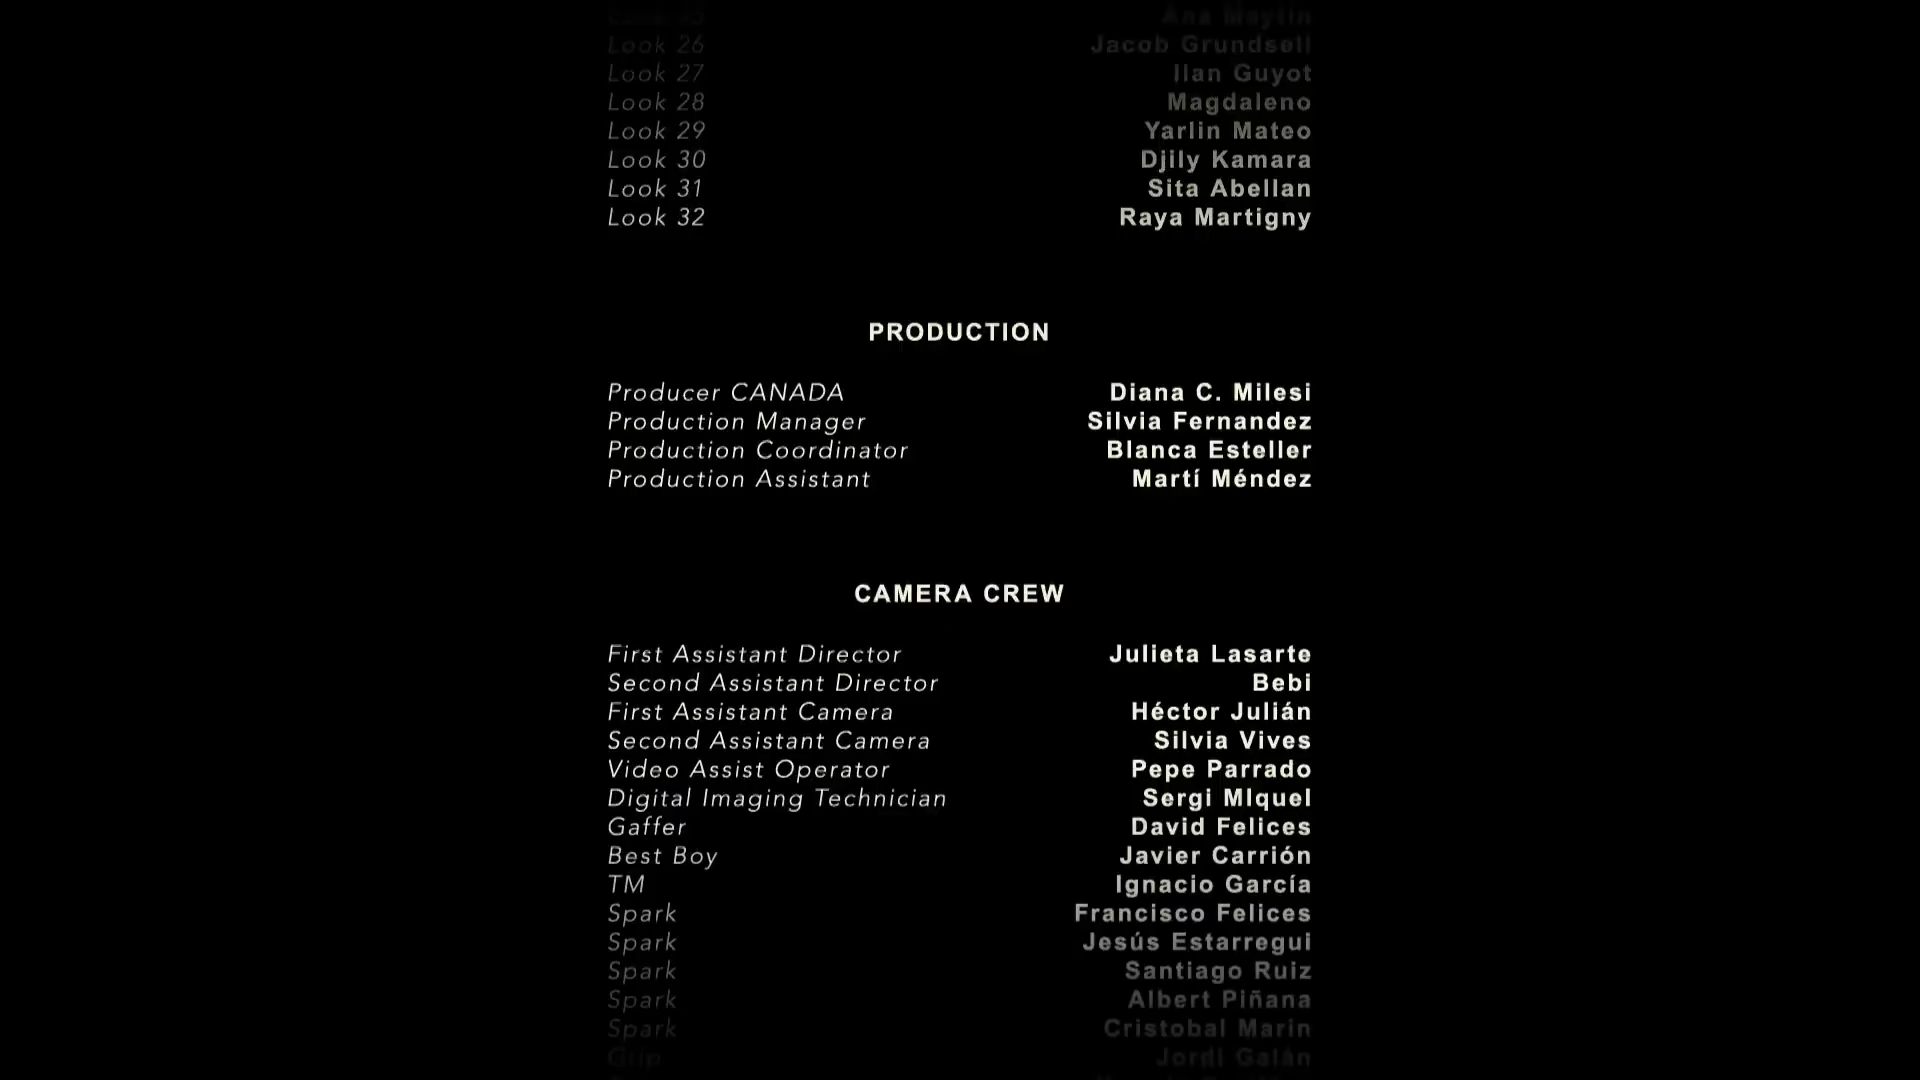 Ana Maytin
Look 26 Jacob Grundsell
Look 27 Ilan Guyot
Look 28 Magdaleno
Look 29 Yarlin Mateo
Look 30 Djily Kamara
Look 31 Sita Abellan
Look 32 Raya Martigny
PRODUCTION
Producer CANADA Diana C. Milesi
Production Manager Silvia Fernandez
Production Coordinator Blanca Esteller
Production Assistant Martí Méndez
CAMERA CREW
First Assistant Director Julieta Lasarte
Second Assistant Director Bebi
First Assistant Camera Héctor Julián
Second Assistant Camera Silvia Vives
Video Assist Operator Pepe Parrado
Digital Imaging Technician Sergi MIquel
Gaffer David Felices
Best Boy Javier Carrión
TM Ignacio García
Spark Francisco Felices
Spark Jesús Estarregui
Spark Santiago Ruiz
Spark Albert Piñana
Spark Cristobal Marin
Grip Jordi Galán